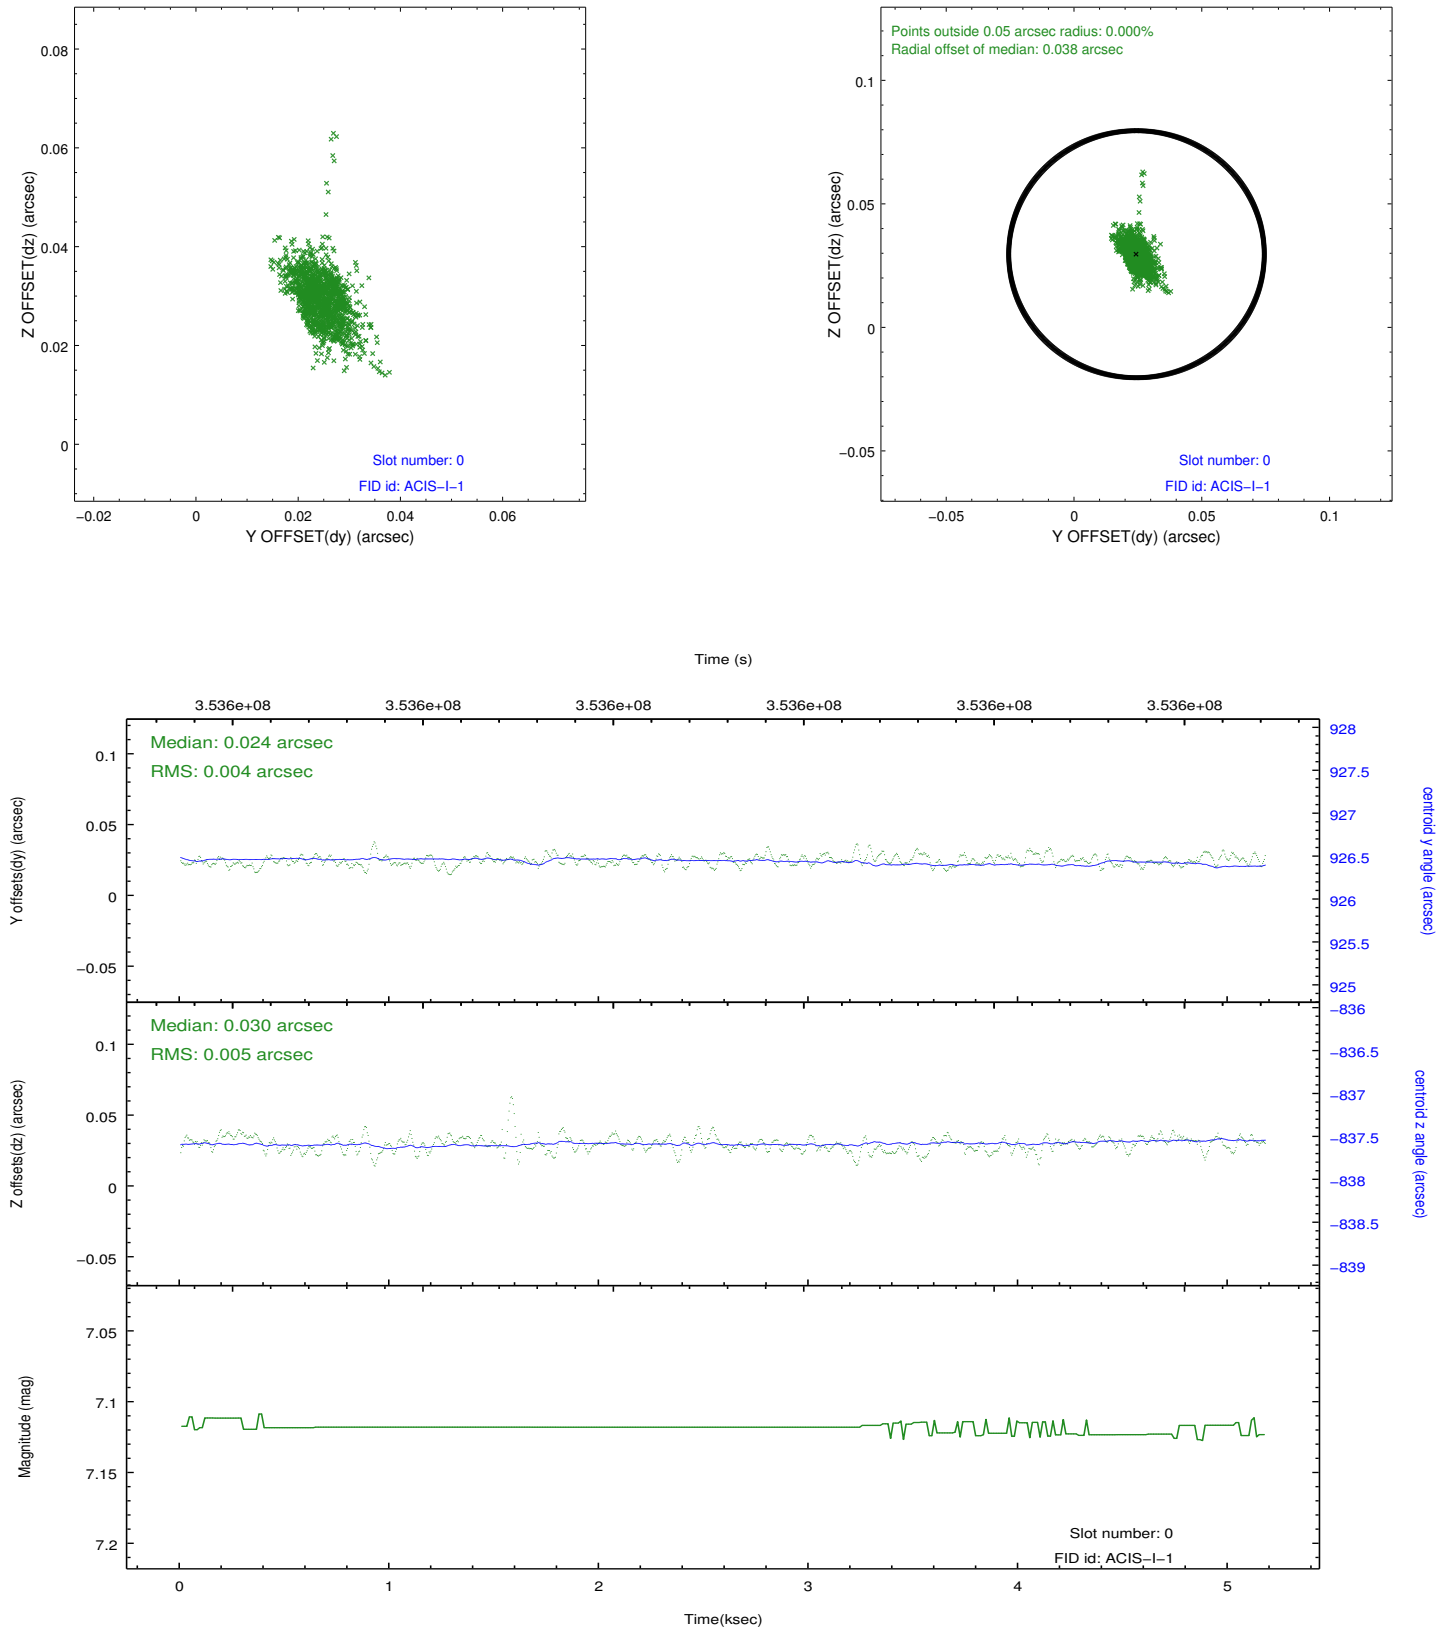 0.08
0.06
0.04
0.02
0
Z OFFSET(dz) (arcsec)
Slot number: 0
FID id: ACIS−I−1
−0.02
0
0.02
0.04
0.06
Y OFFSET(dy) (arcsec)
Points outside 0.05 arcsec radius: 0.000%
Radial offset of median: 0.038 arcsec
0.1
0.05
0
−0.05
Z OFFSET(dz) (arcsec)
Slot number: 0
FID id: ACIS−I−1
−0.05
0
0.05
0.1
Y OFFSET(dy) (arcsec)
Time (s)
3.536e+08
3.536e+08
3.536e+08
3.536e+08
3.536e+08
3.536e+08
Median: 0.024 arcsec
RMS: 0.004 arcsec
0.1
0.05
0
−0.05
Y offsets(dy) (arcsec)
928
927.5
927
926.5
926
925.5
925
centroid y angle (arcsec)
Median: 0.030 arcsec
RMS: 0.005 arcsec
0.1
0.05
0
−0.05
Z offsets(dz) (arcsec)
−836
−836.5
−837
−837.5
−838
−838.5
−839
centroid z angle (arcsec)
7.05
7.1
7.15
7.2
Magnitude (mag)
Slot number: 0
FID id: ACIS−I−1
0
1
2
3
4
5
Time(ksec)